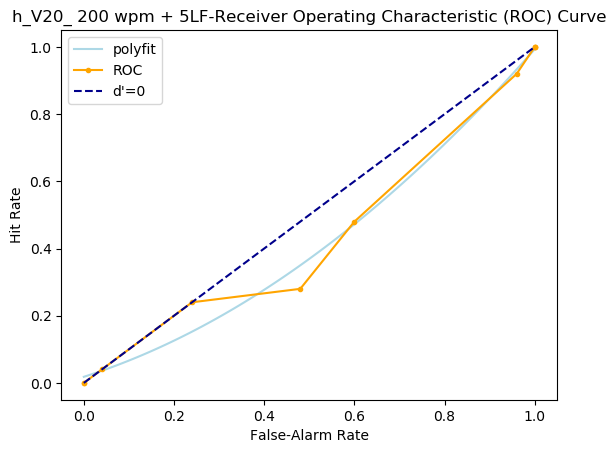 h_V20_ 200 wpm + 5LF-Receiver Operating Characteristic (ROC) Curve
polyfit
ROC
d'=0
1.0
0.8
0.6
0.4
0.2
0.0
Hit Rate
0.0 0.2 0.4 0.6 0.8 1.0
False-Alarm Rate